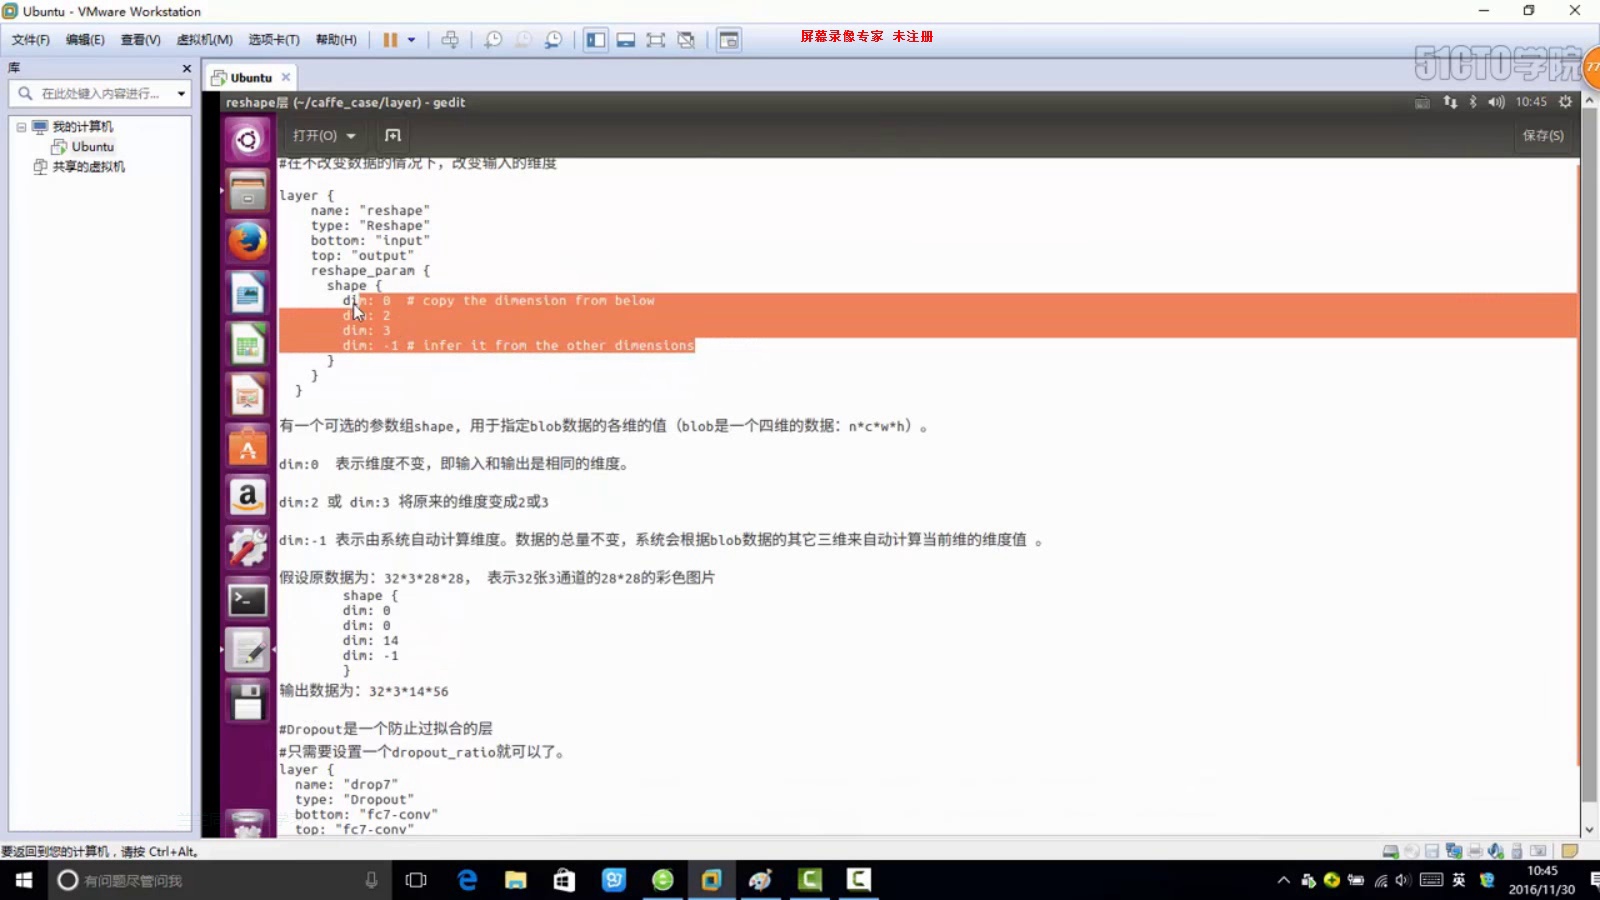 Ubuntu - VMware Workstation
文件(F) 编辑(E) 查看(V) 虚拟机(M) 选项卡(T) 帮助(H)
屏幕录像专家 未注册
51CTO学院
77
库
Ubuntu
在此处键入内容进行...
我的计算机
Ubuntu
共享的虚拟机
reshape层 (~/caffe_case/layer) - gedit
10:45
打开(O)
保存(S)
#在不改变数据的情况下，改变输入的维度
layer {
name: "reshape"
type: "Reshape"
bottom: "input"
top: "output"
reshape_param {
shape {
dim: 0 # copy the dimension from below
dim: 2
dim: 3
dim: -1 # infer it from the other dimensions
}
}
}
有一个可选的参数组shape, 用于指定blob数据的各维的值（blob是一个四维的数据：n*c*w*h）。
dim:0 表示维度不变，即输入和输出是相同的维度。
dim:2 或 dim:3 将原来的维度变成2或3
dim:-1 表示由系统自动计算维度。数据的总量不变，系统会根据blob数据的其它三维来自动计算当前维的维度值 。
假设原数据为：32*3*28*28， 表示32张3通道的28*28的彩色图片
shape {
dim: 0
dim: 0
dim: 14
dim: -1
}
输出数据为：32*3*14*56
#Dropout是一个防止过拟合的层
#只需要设置一个dropout_ratio就可以了。
layer {
name: "drop7"
type: "Dropout"
bottom: "fc7-conv"
top: "fc7-conv"
要返回到您的计算机，请按 Ctrl+Alt。
有问题尽管问我
英
10:45
2016/11/30